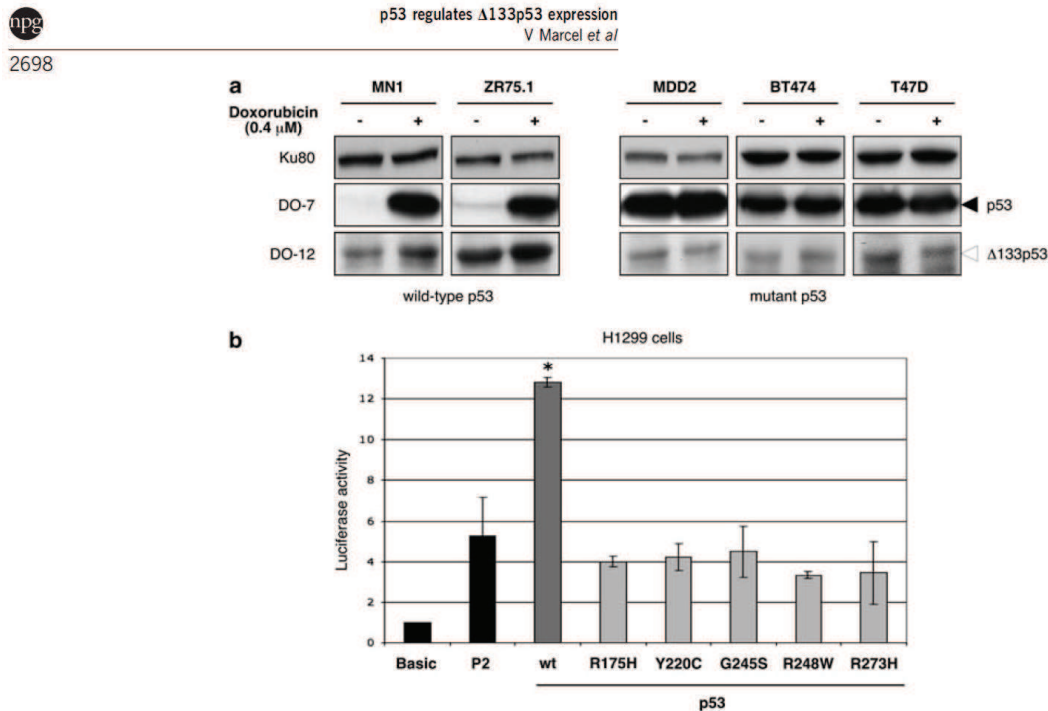 npg
p53 regulates Δ133p53 expression
V Marcel et al
2698
a
MN1 ZR75.1 MDD2 BT474 T47D
Doxorubicin
(0.4 µM)
- + - + - + - + - +
Ku80
DO-7
p53
DO-12
Δ133p53
wild-type p53 mutant p53
b
H1299 cells
Luciferase activity
14
12
10
8
6
4
2
0
*
Basic P2 wt R175H Y220C G245S R248W R273H
p53